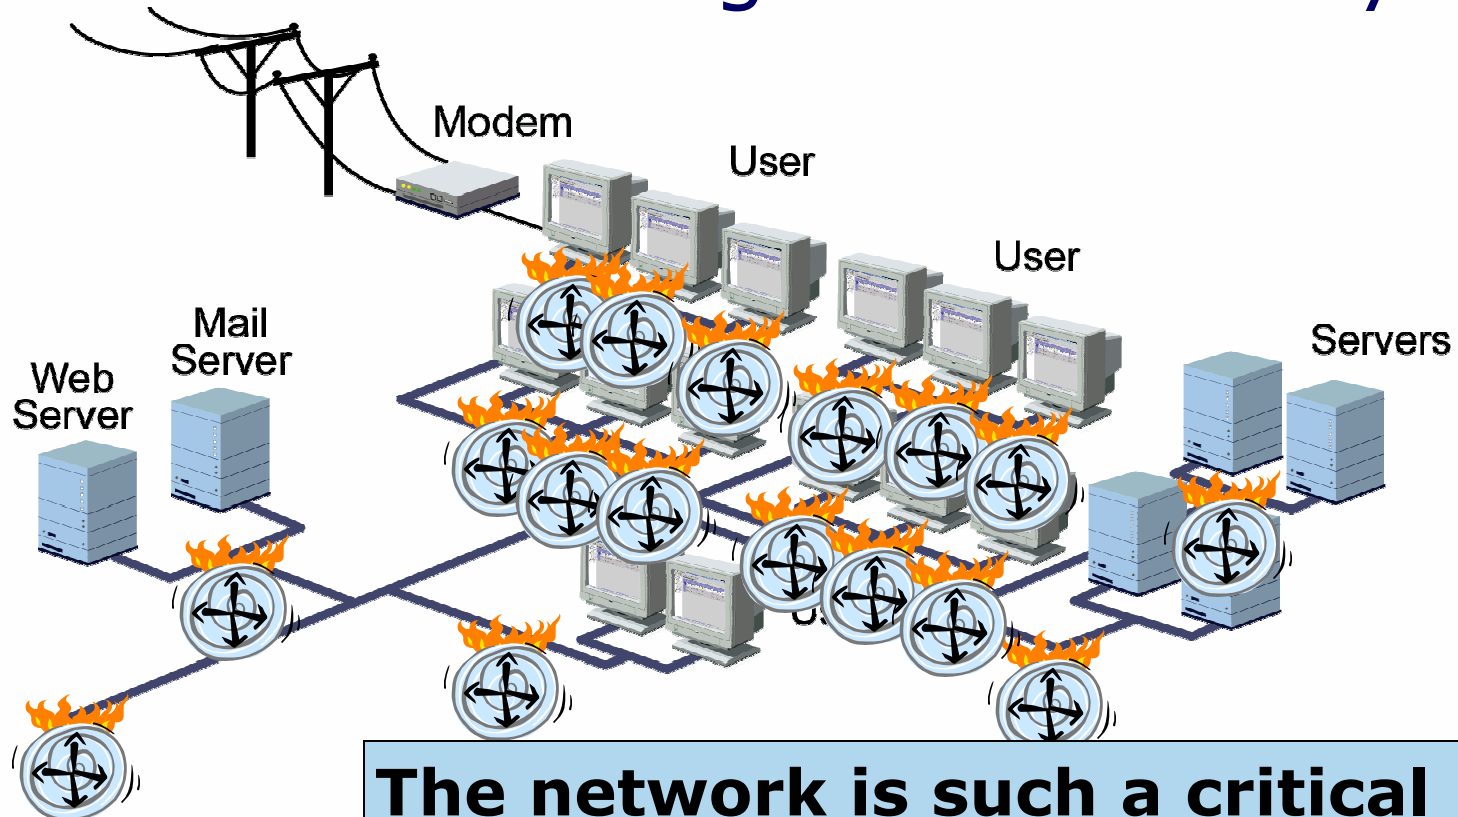 Modem
User
User
Servers
Mail
Server
Web
Server
The network is such a critical